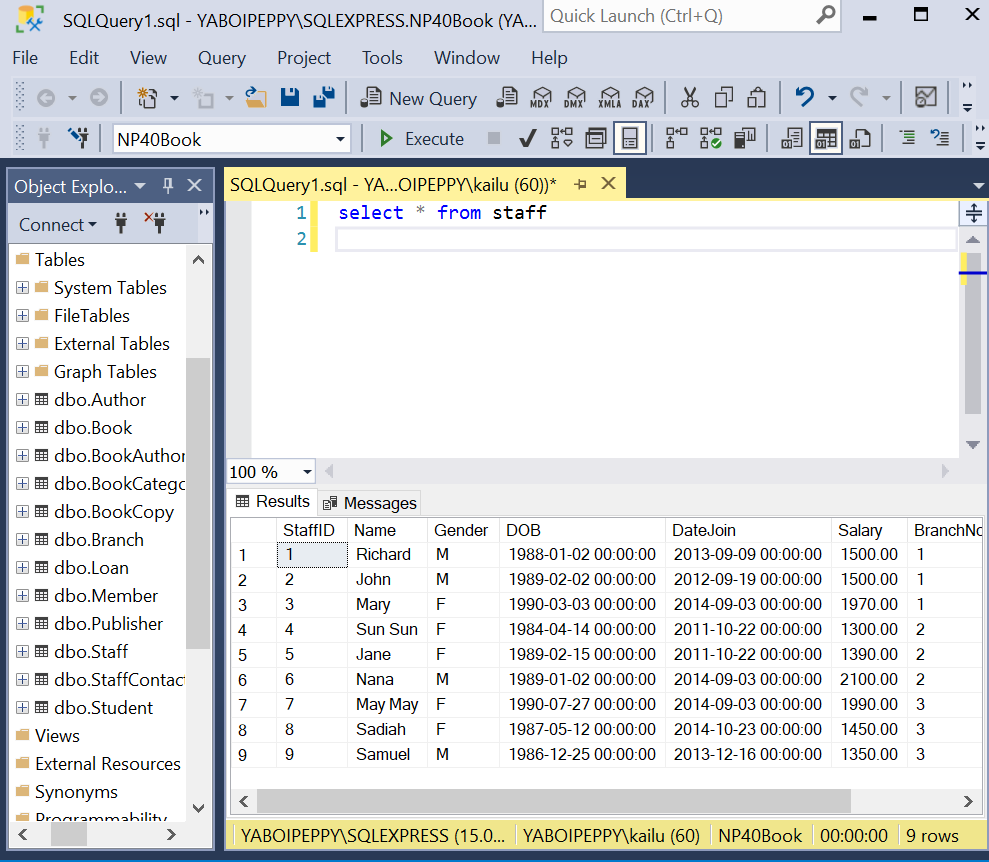 SQLQuery1.sql - YABOIPEPPY\SQLEXPRESS.NP40Book (YA... Quick Launch (Ctrl+Q)
File Edit View Query Project Tools Window Help
New Query MDX DMX XMLA DAX
NP40Book Execute
Object Explo... SQLQuery1.sql - YA...OIPEPPY\kailu (60))*
Connect
1 select * from staff
2
Tables
System Tables
FileTables
External Tables
Graph Tables
dbo.Author
dbo.Book
dbo.BookAuthor
dbo.BookCatego
dbo.BookCopy
dbo.Branch
dbo.Loan
dbo.Member
dbo.Publisher
dbo.Staff
dbo.StaffContact
dbo.Student
Views
External Resources
Synonyms
Programmability
100 %
Results Messages
StaffID Name Gender DOB DateJoin Salary BranchNo
1 1 Richard M 1988-01-02 00:00:00 2013-09-09 00:00:00 1500.00 1
2 2 John M 1989-02-02 00:00:00 2012-09-19 00:00:00 1500.00 1
3 3 Mary F 1990-03-03 00:00:00 2014-09-03 00:00:00 1970.00 1
4 4 Sun Sun F 1984-04-14 00:00:00 2011-10-22 00:00:00 1300.00 2
5 5 Jane F 1989-02-15 00:00:00 2011-10-22 00:00:00 1390.00 2
6 6 Nana M 1989-01-02 00:00:00 2014-09-03 00:00:00 2100.00 2
7 7 May May F 1990-07-27 00:00:00 2014-09-03 00:00:00 1990.00 3
8 8 Sadiah F 1987-05-12 00:00:00 2014-10-23 00:00:00 1450.00 3
9 9 Samuel M 1986-12-25 00:00:00 2013-12-16 00:00:00 1350.00 3
YABOIPEPPY\SQLEXPRESS (15.0... YABOIPEPPY\kailu (60) NP40Book 00:00:00 9 rows